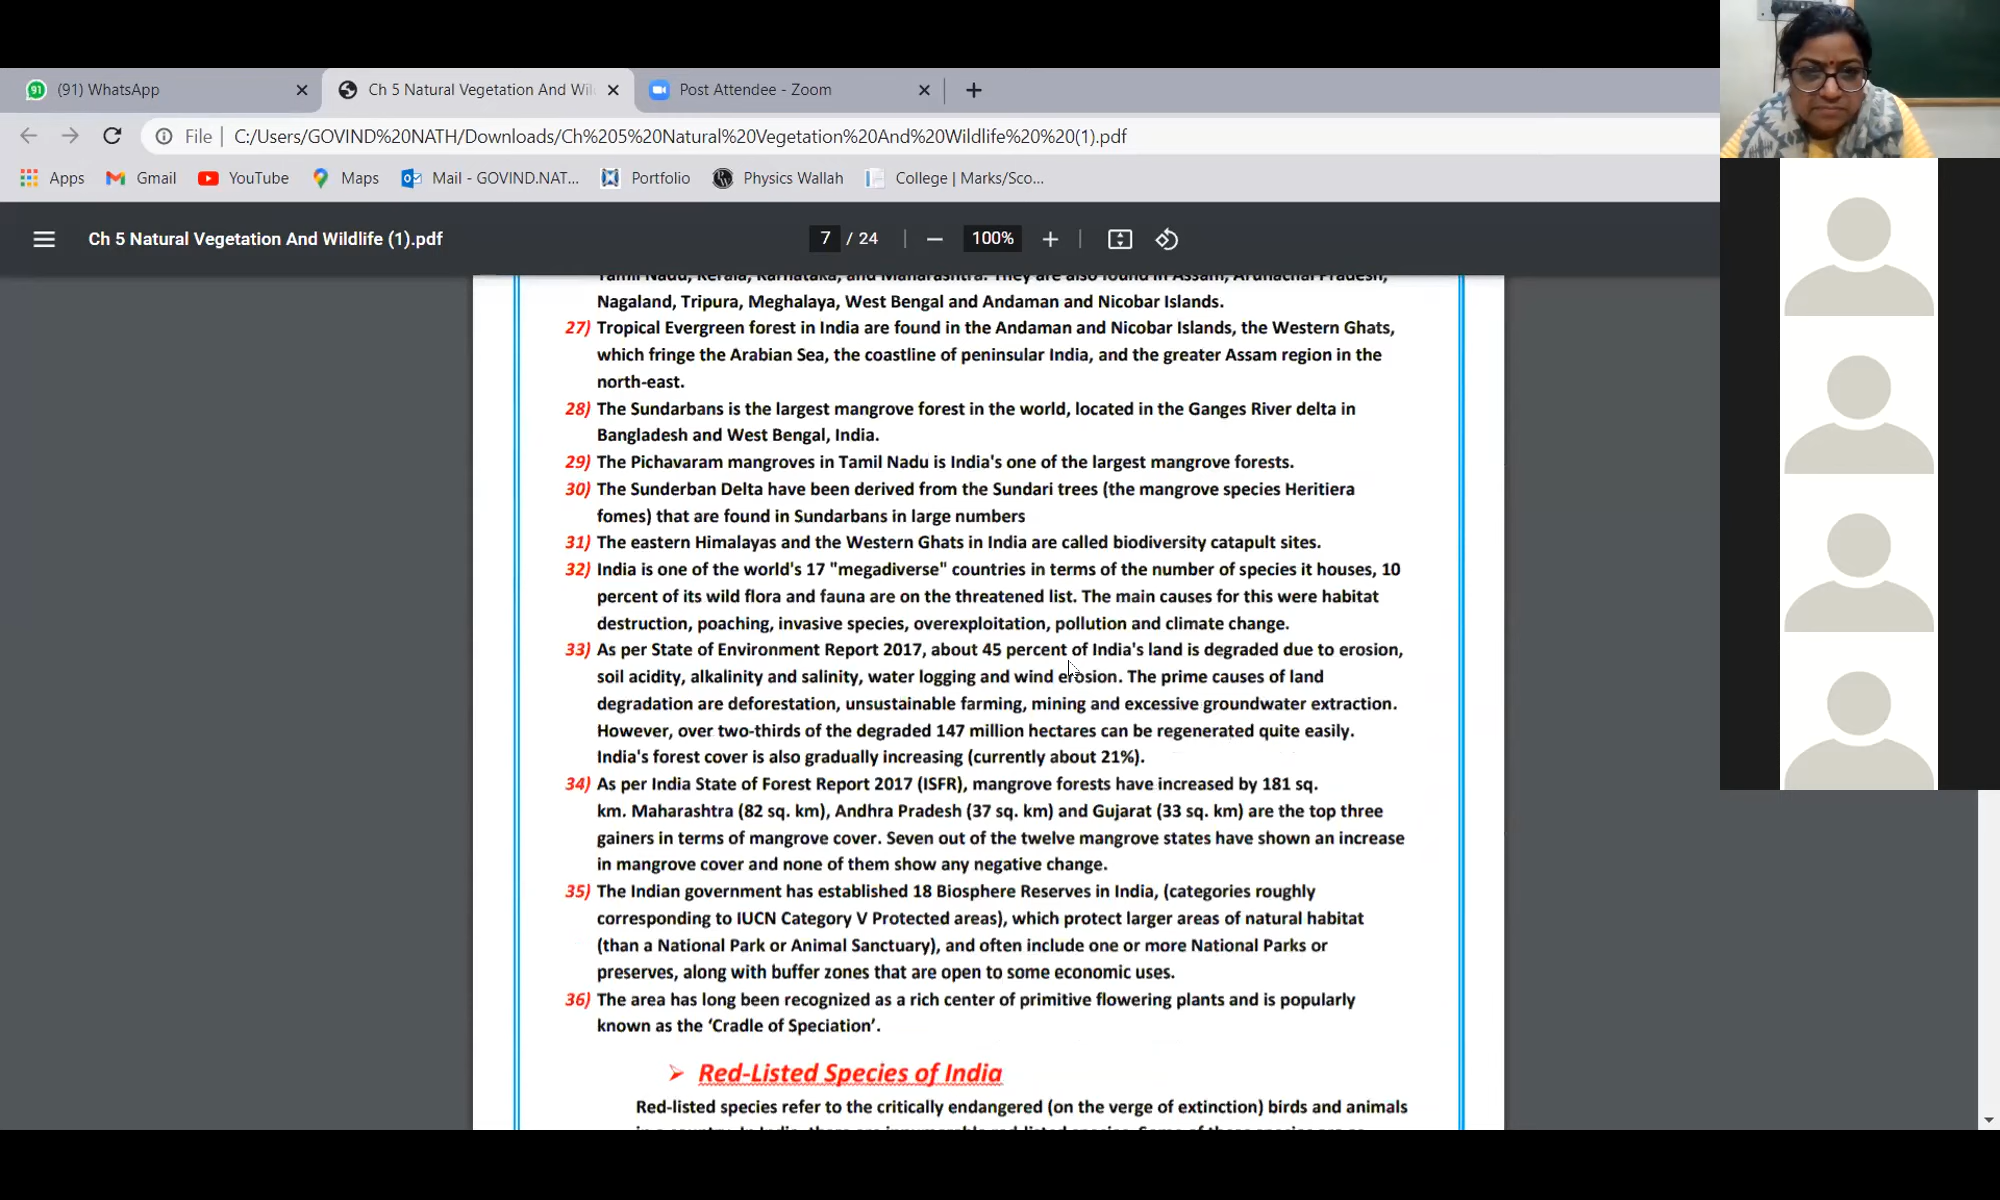 91
(91) WhatsApp
Ch 5 Natural Vegetation And Wil
Post Attendee - Zoom
File
C:/Users/GOVIND%20NATH/Downloads/Ch%205%20Natural%20Vegetation%20And%20Wildlife%20%20(1).pdf
Apps
Gmail
YouTube
Maps
Mail - GOVIND.NAT...
Portfolio
Physics Wallah
College | Marks/Sco...
Ch 5 Natural Vegetation And Wildlife (1).pdf
7 / 24
100%
Tamil Nadu, Kerala, Karnataka, and Maharashtra. They are also found in Assam, Arunachal Pradesh,
Nagaland, Tripura, Meghalaya, West Bengal and Andaman and Nicobar Islands.
27) Tropical Evergreen forest in India are found in the Andaman and Nicobar Islands, the Western Ghats,
which fringe the Arabian Sea, the coastline of peninsular India, and the greater Assam region in the
north-east.
28) The Sundarbans is the largest mangrove forest in the world, located in the Ganges River delta in
Bangladesh and West Bengal, India.
29) The Pichavaram mangroves in Tamil Nadu is India's one of the largest mangrove forests.
30) The Sunderban Delta have been derived from the Sundari trees (the mangrove species Heritiera
fomes) that are found in Sundarbans in large numbers
31) The eastern Himalayas and the Western Ghats in India are called biodiversity catapult sites.
32) India is one of the world's 17 "megadiverse" countries in terms of the number of species it houses, 10
percent of its wild flora and fauna are on the threatened list. The main causes for this were habitat
destruction, poaching, invasive species, overexploitation, pollution and climate change.
33) As per State of Environment Report 2017, about 45 percent of India's land is degraded due to erosion,
soil acidity, alkalinity and salinity, water logging and wind erosion. The prime causes of land
degradation are deforestation, unsustainable farming, mining and excessive groundwater extraction.
However, over two-thirds of the degraded 147 million hectares can be regenerated quite easily.
India's forest cover is also gradually increasing (currently about 21%).
34) As per India State of Forest Report 2017 (ISFR), mangrove forests have increased by 181 sq.
km. Maharashtra (82 sq. km), Andhra Pradesh (37 sq. km) and Gujarat (33 sq. km) are the top three
gainers in terms of mangrove cover. Seven out of the twelve mangrove states have shown an increase
in mangrove cover and none of them show any negative change.
35) The Indian government has established 18 Biosphere Reserves in India, (categories roughly
corresponding to IUCN Category V Protected areas), which protect larger areas of natural habitat
(than a National Park or Animal Sanctuary), and often include one or more National Parks or
preserves, along with buffer zones that are open to some economic uses.
36) The area has long been recognized as a rich center of primitive flowering plants and is popularly
known as the ‘Cradle of Speciation’.
➢ Red-Listed Species of India
Red-listed species refer to the critically endangered (on the verge of extinction) birds and animals